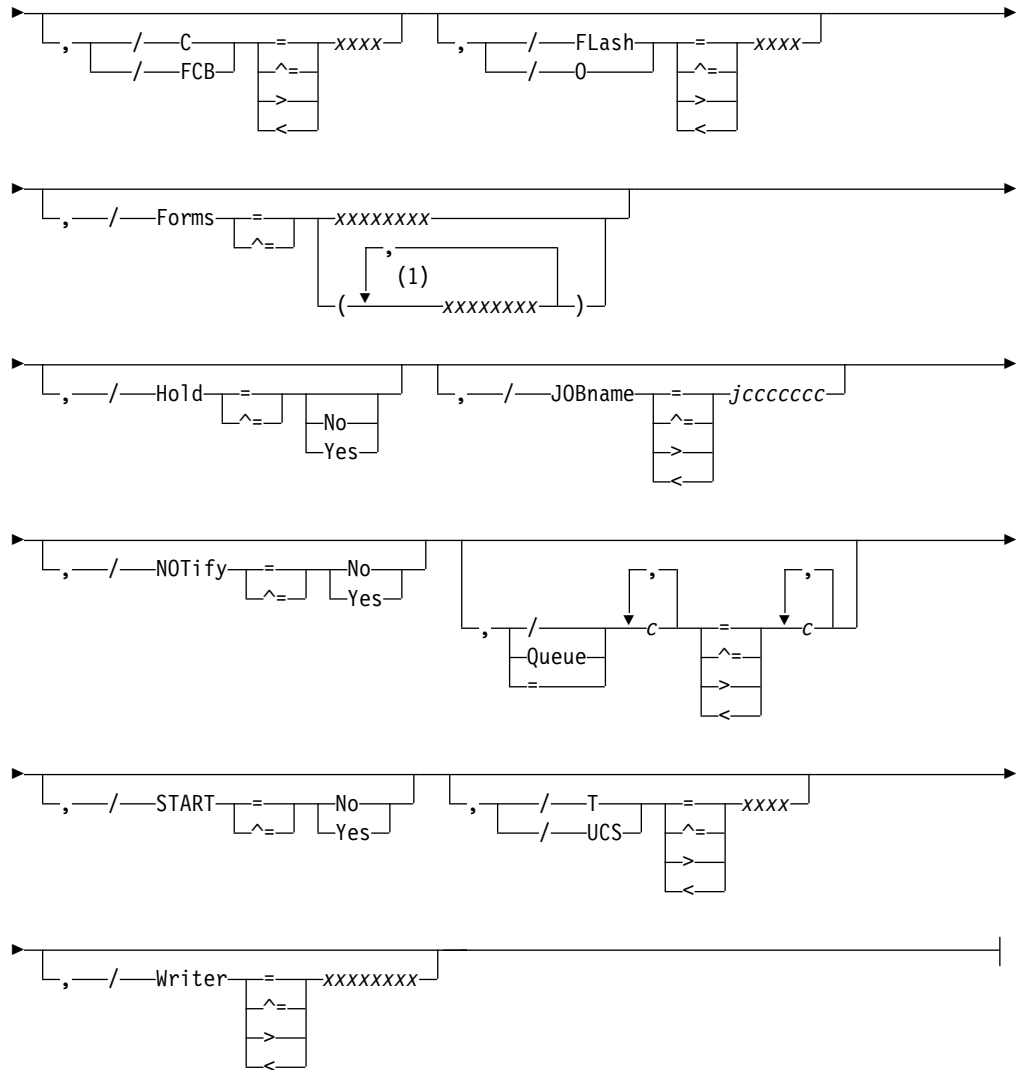 , / C = xxxx , / FLash = xxxx
/ FCB ^= / O ^=
> >
< <
, / Forms = xxxxxxxx
^= ,
(1)
( xxxxxxxx )
, / Hold = , / JOBname = jccccccc
^= No ^=
Yes >
<
, / NOTify = No , ,
^= Yes
, / c = c
Queue ^=
= >
<
, / START = No , / T = xxxx
^= Yes / UCS ^=
>
<
, / Writer = xxxxxxxx
^=
>
<